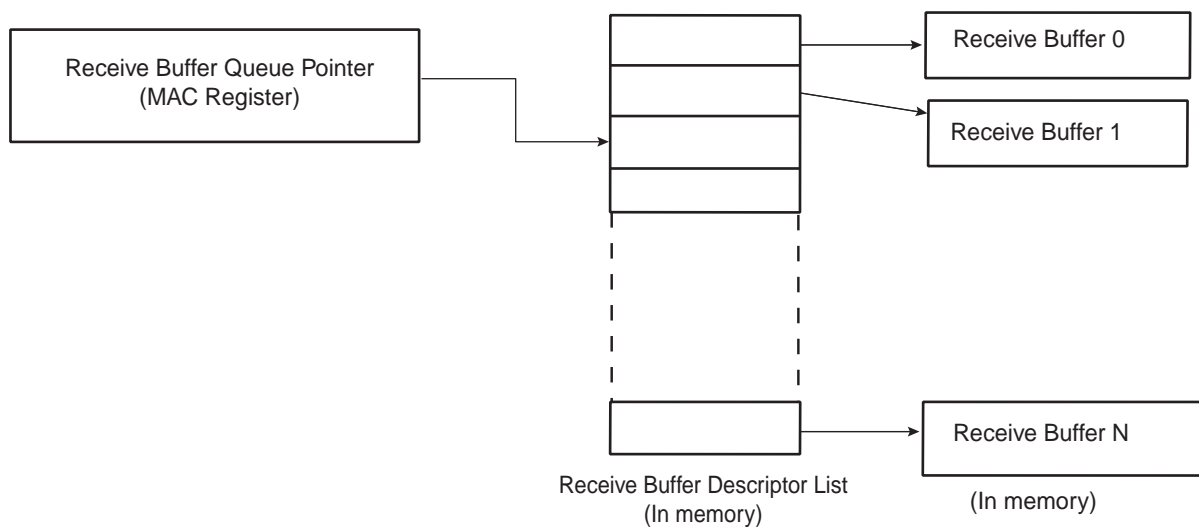 Receive Buffer Queue Pointer
(MAC Register)
Receive Buffer 0
Receive Buffer 1
Receive Buffer N
Receive Buffer Descriptor List
(In memory)
(In memory)